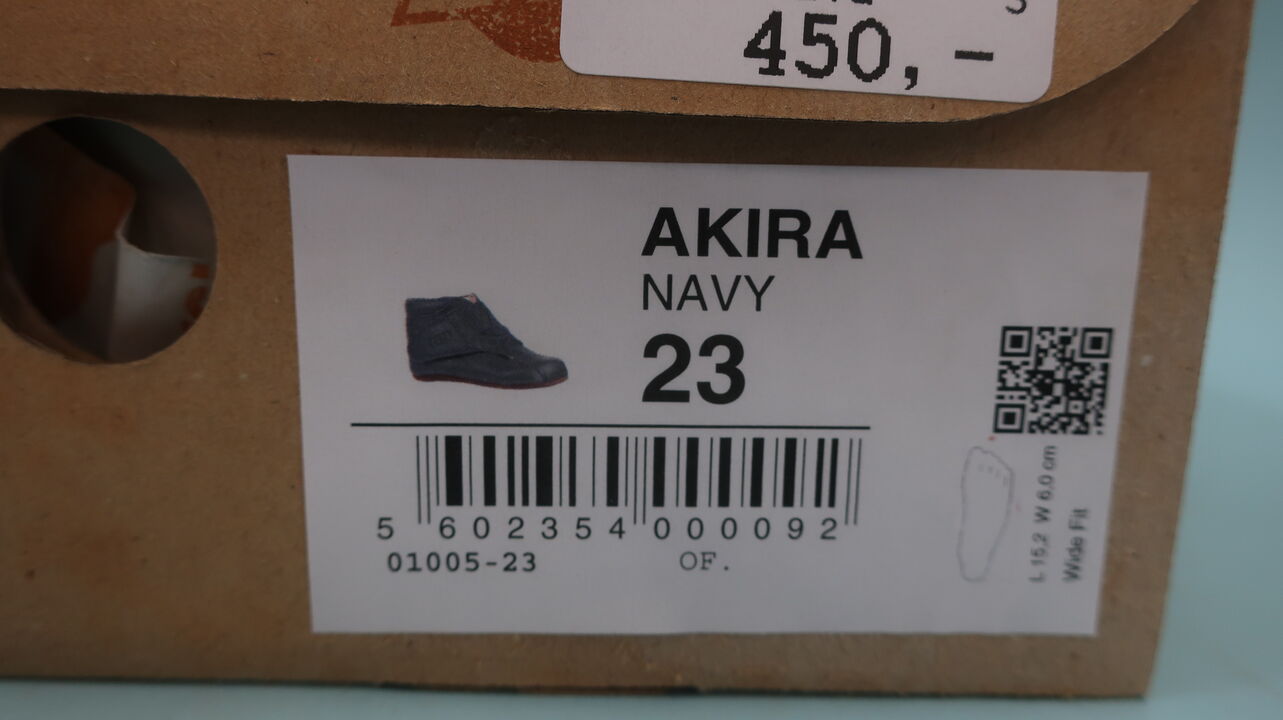 450,-
AKIRA
NAVY
23
5 602354 000092
01005-23
OF.
L 15,2 W 6,0 cm
Wide Fit